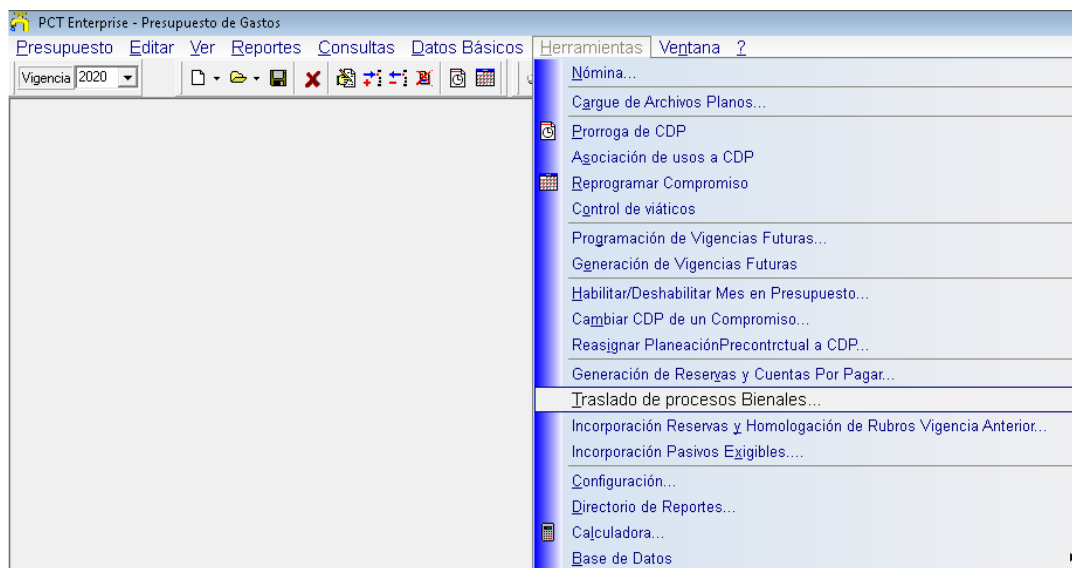 PCT Enterprise - Presupuesto de Gastos
Presupuesto Editar Ver Reportes Consultas Datos Básicos Herramientas Ventana ?
Vigencia 2020
Nómina...
Cargue de Archivos Planos...
Prorroga de CDP
Asociación de usos a CDP
Reprogramar Compromiso
Control de viáticos
Programación de Vigencias Futuras...
Generación de Vigencias Futuras
Habilitar/Deshabilitar Mes en Presupuesto...
Cambiar CDP de un Compromiso...
Reasignar PlaneaciónPrecontrctual a CDP...
Generación de Reservas y Cuentas Por Pagar...
Traslado de procesos Bienales...
Incorporación Reservas y Homologación de Rubros Vigencia Anterior...
Incorporación Pasivos Exigibles....
Configuración...
Directorio de Reportes...
Calculadora...
Base de Datos